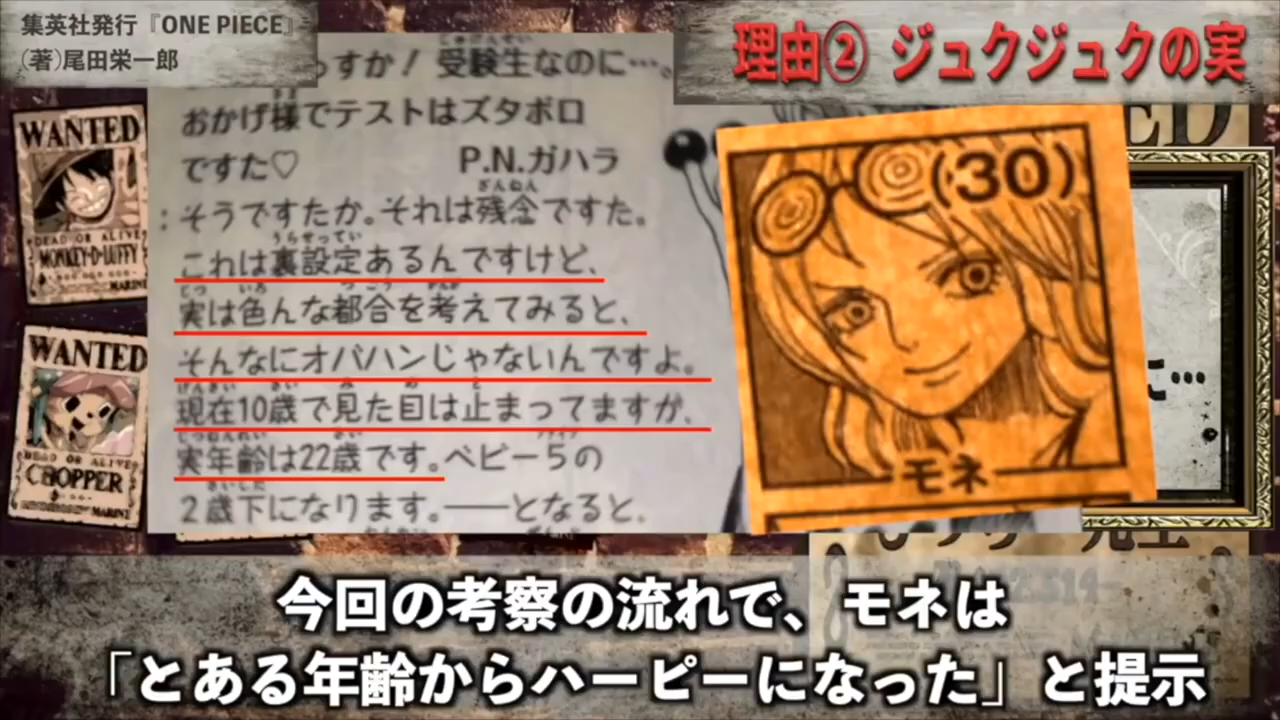 集英社発行『ONE PIECE』
(著)尾田栄一郎
理由② ジュクジュクの実
すか! 受験生なのに…。
おかげ様でテストはズタボロ
ですた♡ P.N.ガハラ
:そうですたか。それは残念ですた。
これは裏設定あるんですけど、
実は色んな都合を考えてみると、
そんなにオバハンじゃないんですよ。
現在10歳で見た目は止まってますが、
実年齢は22歳です。ベビー5の
2歳下になります。――となると、
(30)
モネ
WANTED
DEAD OR ALIVE
MONKEY・D・LUFFY
MARINE
WANTED
DEAD OR ALIVE
CHOPPER
MARINE
ED
今回の考察の流れで、モネは
「とある年齢からハーピーになった」と提示